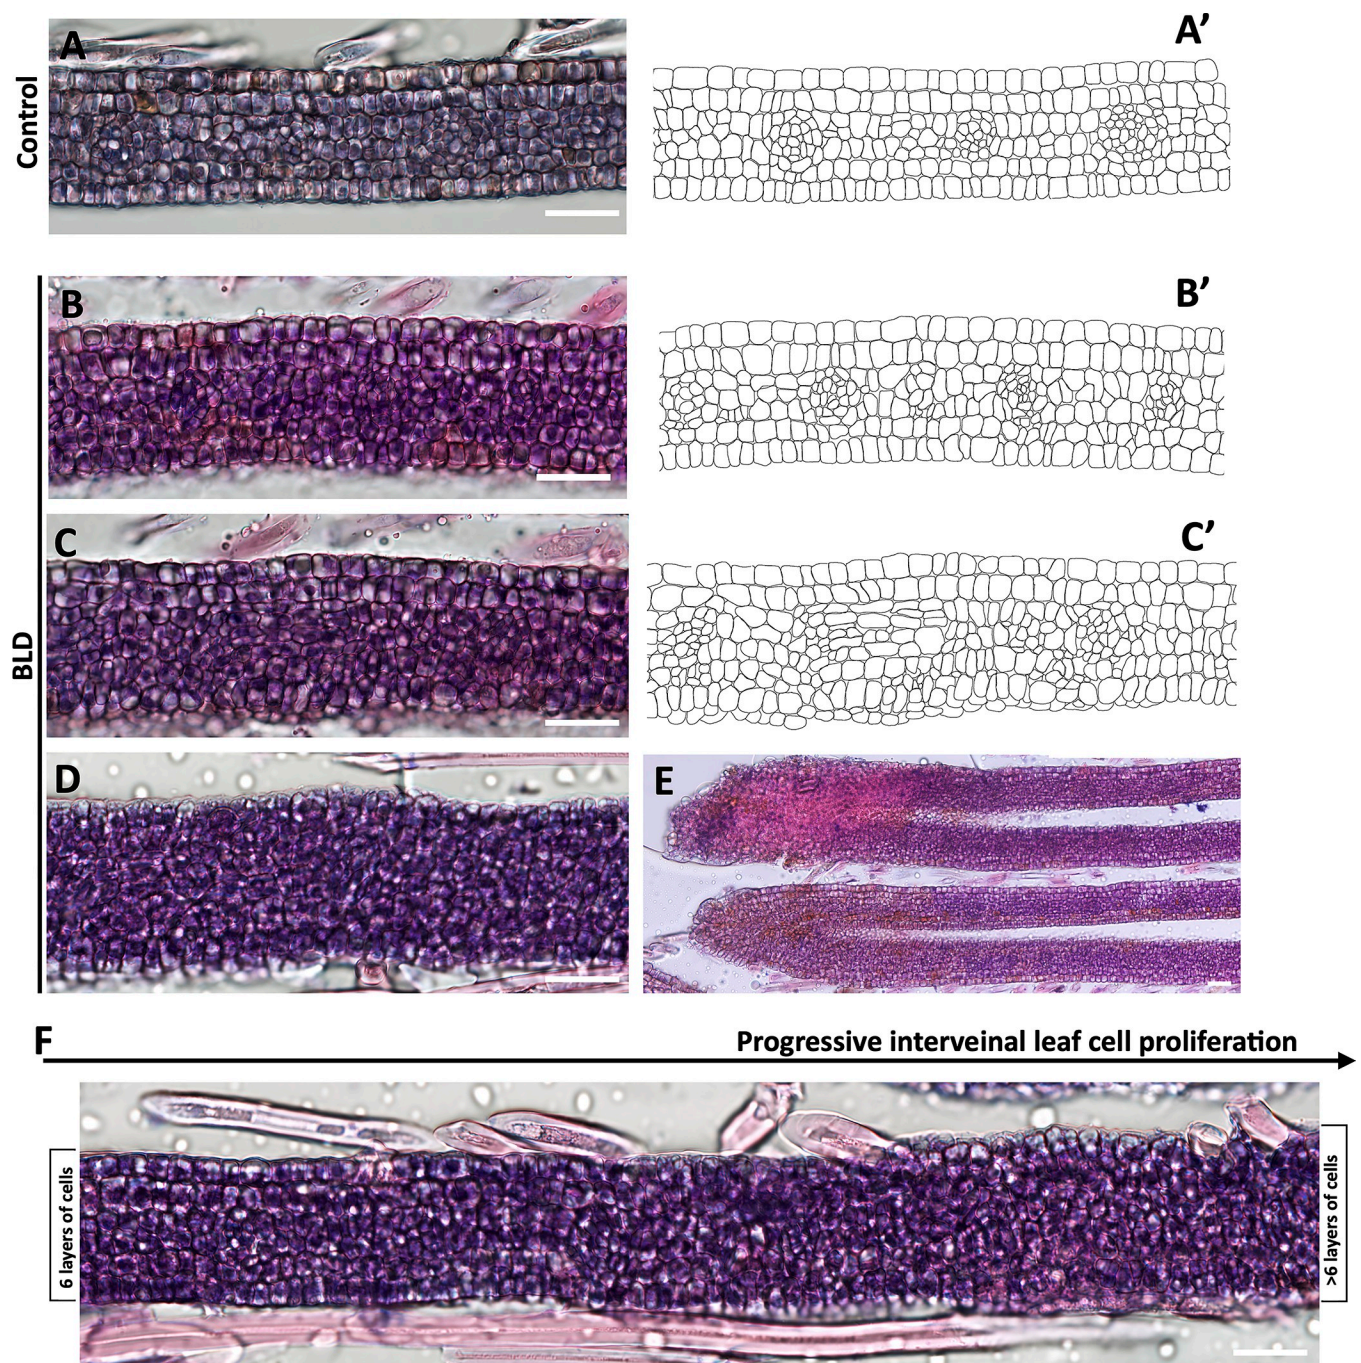 A
A’
Control
B
B’
BLD
C
C’
D
E
F
Progressive interveinal leaf cell proliferation
6 layers of cells
>6 layers of cells